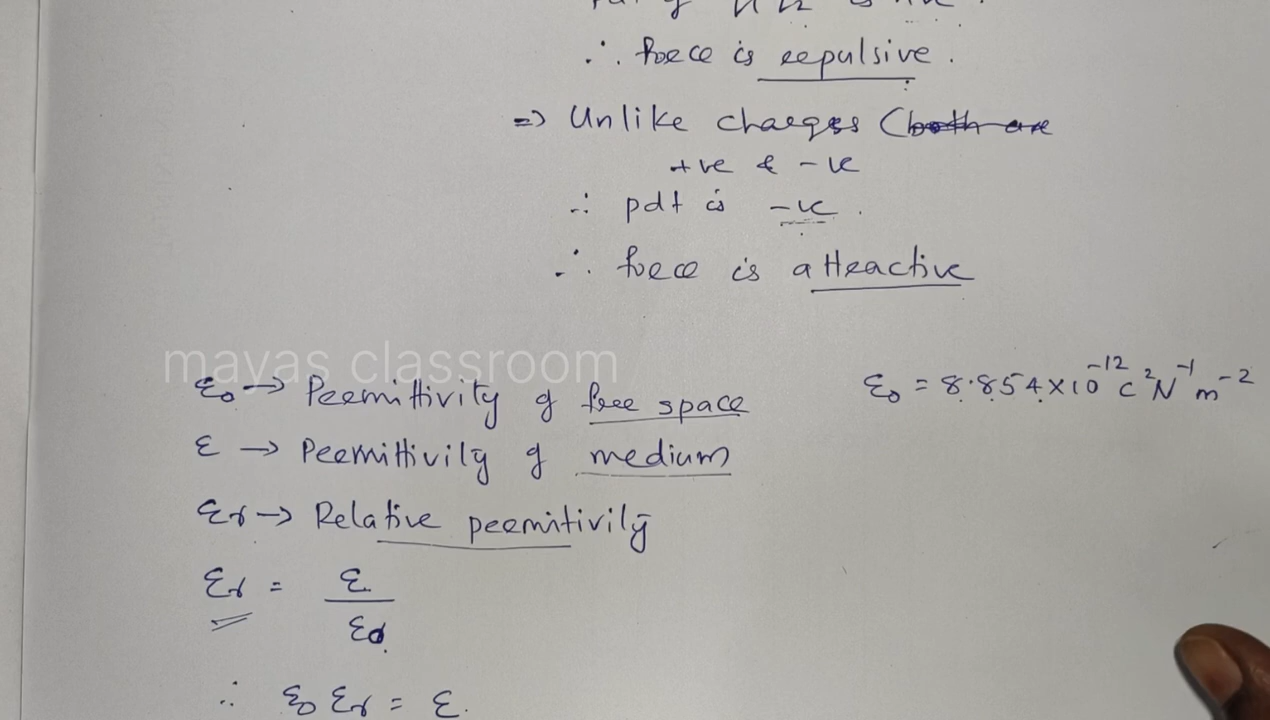 ∴ force is repulsive.
=> Unlike charges (both are
+ve & -ve
∴ pdt is -ve.
∴ force is attractive
mayas classroom
ε₀ → Permittivity of free space
ε₀ = 8.854×10⁻¹² C²N⁻¹m⁻²
ε → Permittivity of medium
εr → Relative permitivity
εr = ε / ε₀
∴ ε₀ εr = ε.